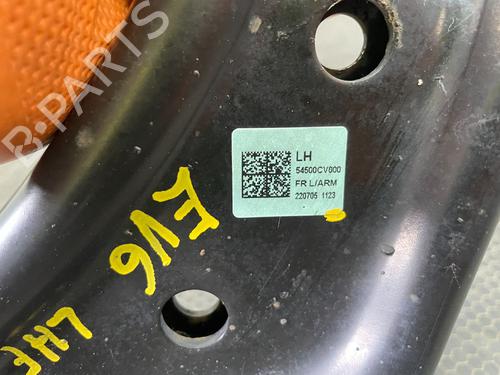 B-PARTS
LH
54500CV000
FR L/ARM
220705 1123
EV6
LHF